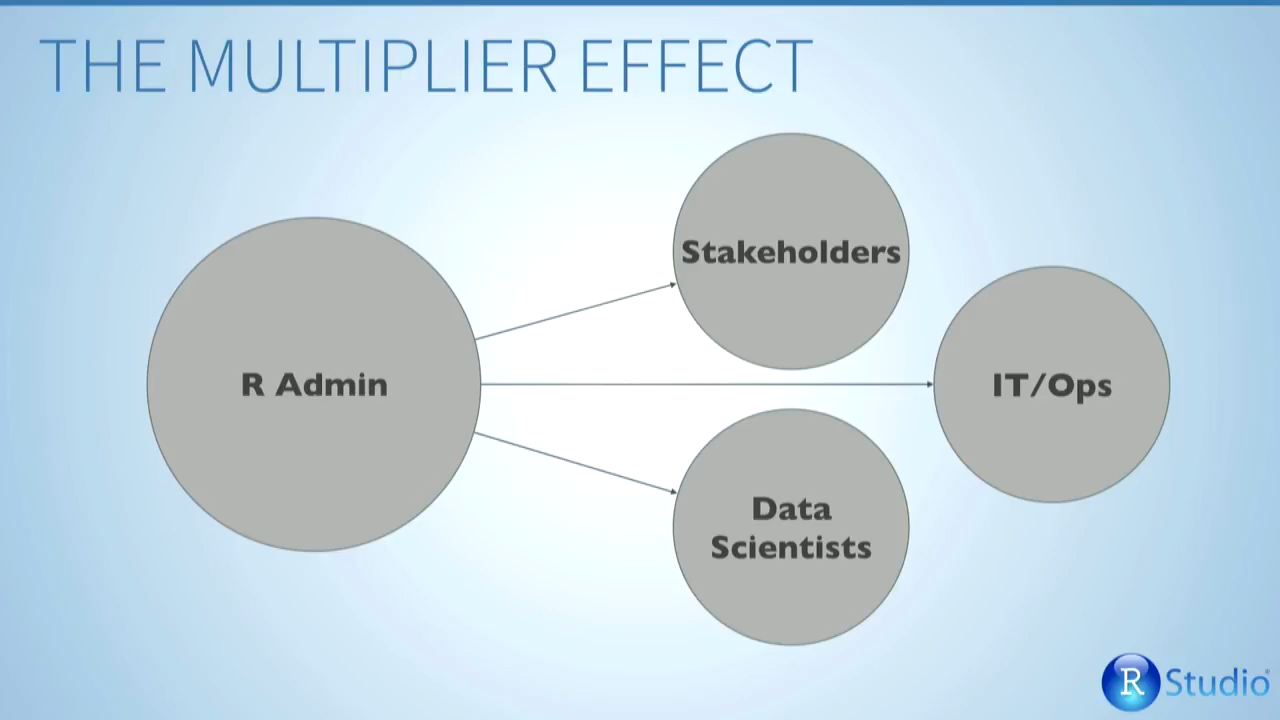 THE MULTIPLIER EFFECT
Stakeholders
R Admin
IT/Ops
Data
Scientists
R Studio